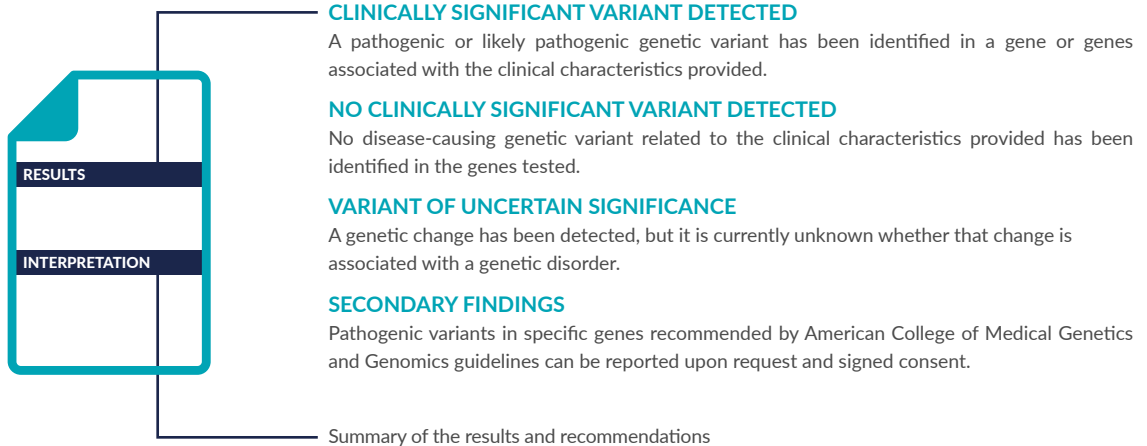 CLINICALLY SIGNIFICANT VARIANT DETECTED
A pathogenic or likely pathogenic genetic variant has been identified in a gene or genes
associated with the clinical characteristics provided.
NO CLINICALLY SIGNIFICANT VARIANT DETECTED
No disease-causing genetic variant related to the clinical characteristics provided has been
identified in the genes tested.
RESULTS
VARIANT OF UNCERTAIN SIGNIFICANCE
A genetic change has been detected, but it is currently unknown whether that change is
associated with a genetic disorder.
INTERPRETATION
SECONDARY FINDINGS
Pathogenic variants in specific genes recommended by American College of Medical Genetics
and Genomics guidelines can be reported upon request and signed consent.
Summary of the results and recommendations